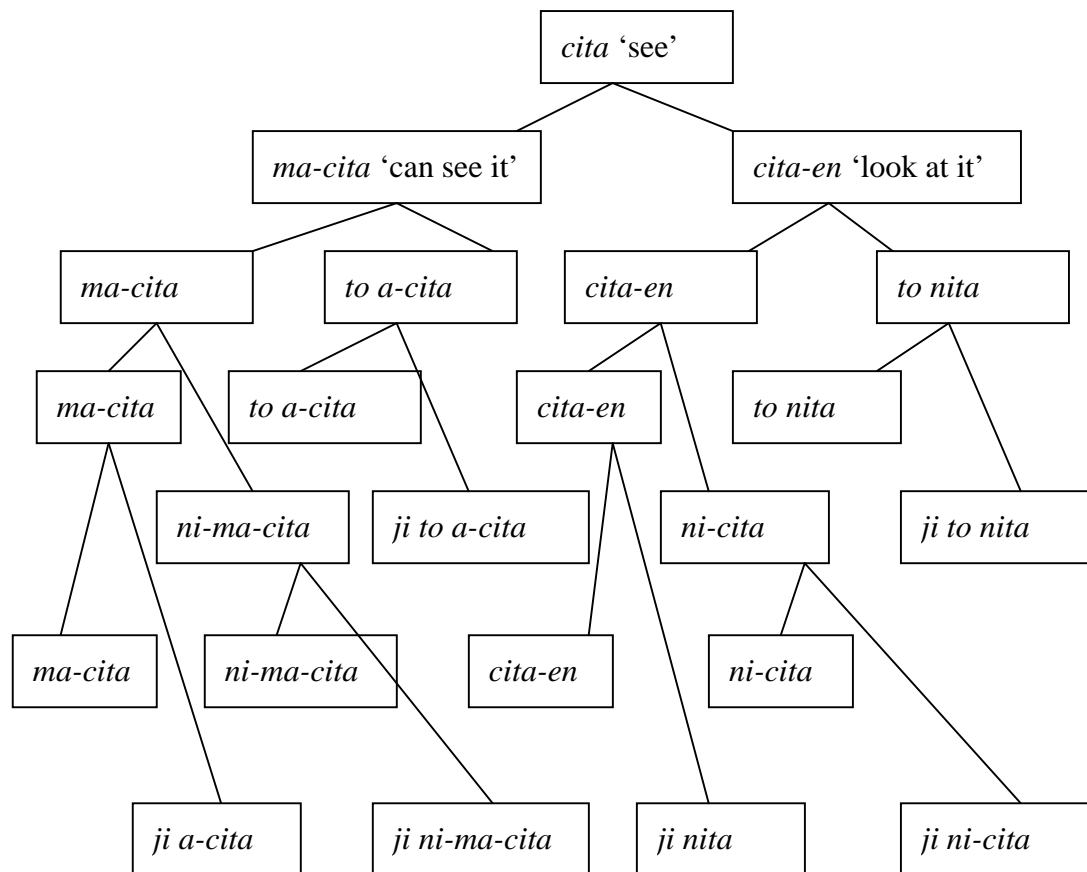 cita ‘see’
ma-cita ‘can see it’ cita-en ‘look at it’
ma-cita to a-cita cita-en to nita
ma-cita to a-cita cita-en to nita
ni-ma-cita ji to a-cita ni-cita ji to nita
ma-cita ni-ma-cita cita-en ni-cita
ji a-cita ji ni-ma-cita ji nita ji ni-cita